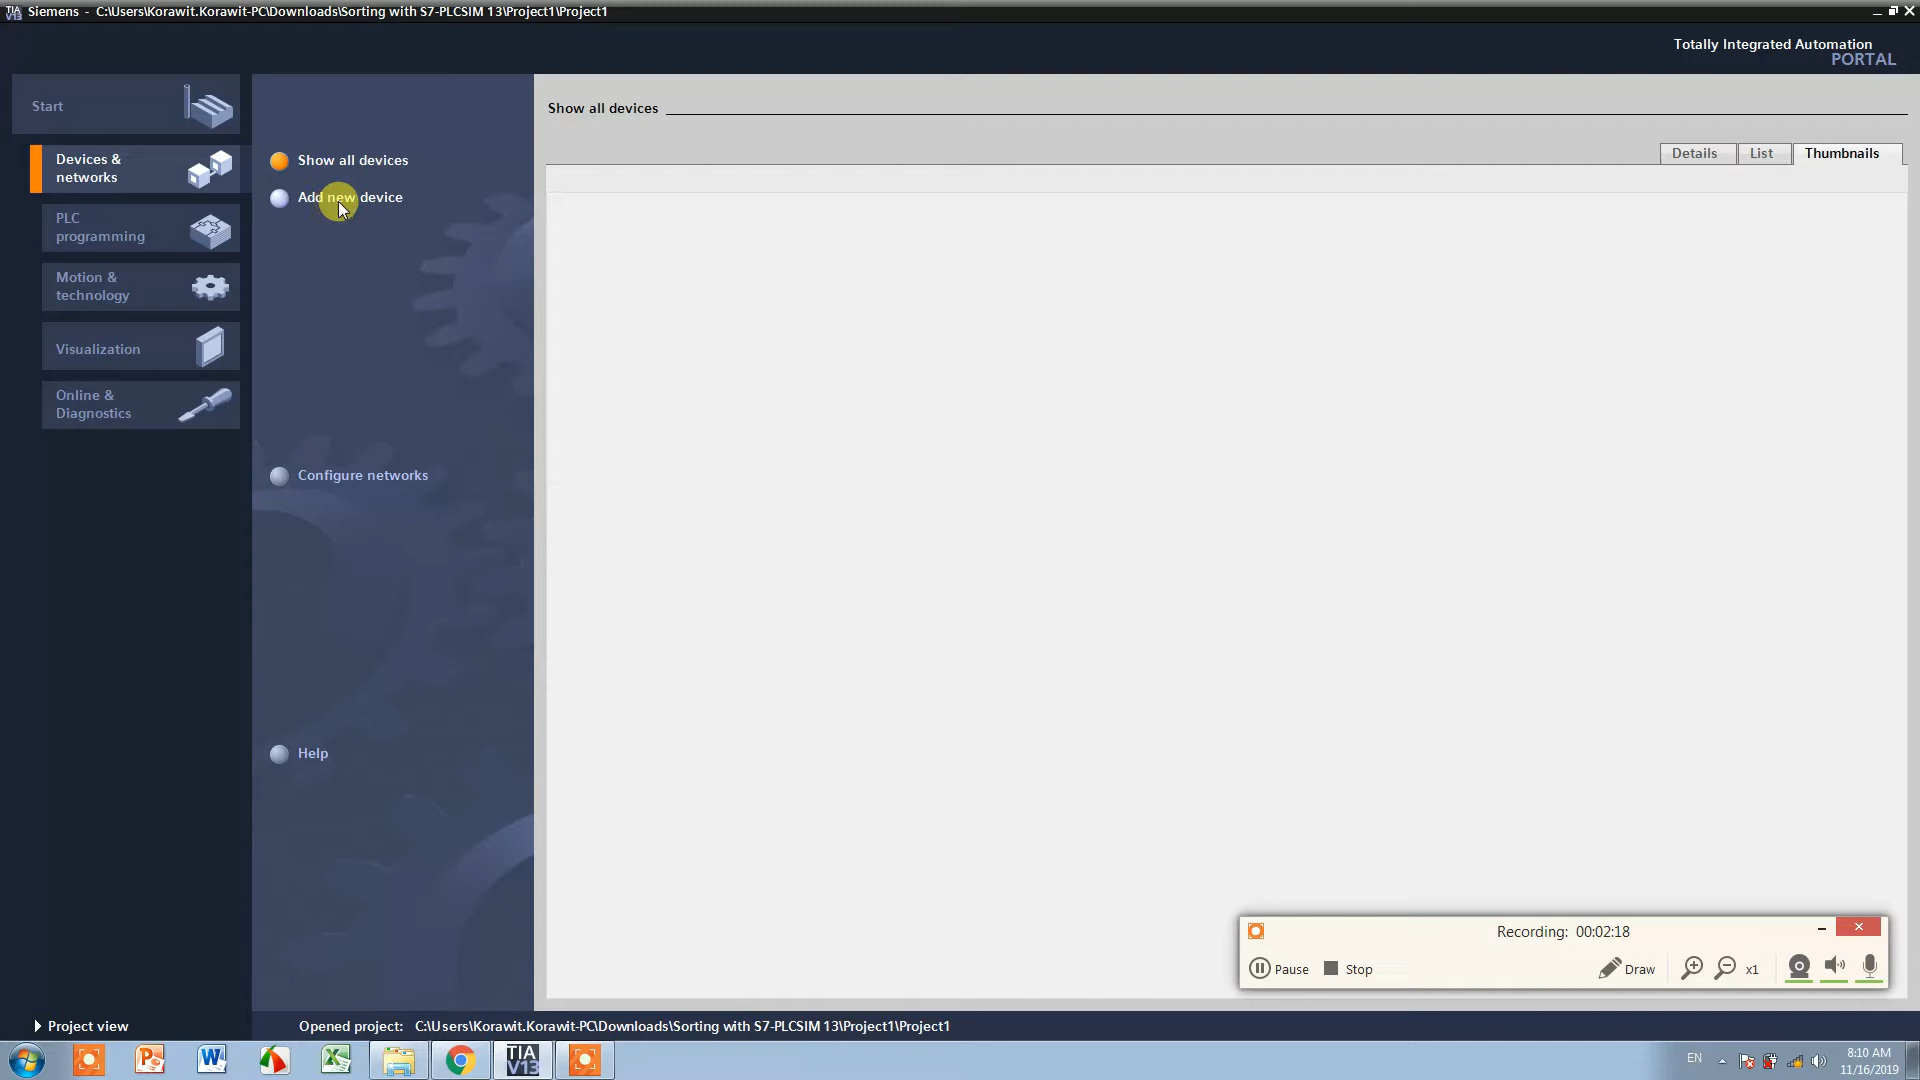 TIA
V13
Siemens - C:\Users\Korawit.Korawit-PC\Downloads\Sorting with S7-PLCSIM 13\Project1\Project1
Totally Integrated Automation
PORTAL
Start
Devices &
networks
PLC
programming
Motion &
technology
Visualization
Online &
Diagnostics
Show all devices
Add new device
Configure networks
Help
Show all devices
Details
List
Thumbnails
Recording: 00:02:18
Pause
Stop
Draw
x1
Project view
Opened project: C:\Users\Korawit.Korawit-PC\Downloads\Sorting with S7-PLCSIM 13\Project1\Project1
TIA
V13
EN
8:10 AM
11/16/2019